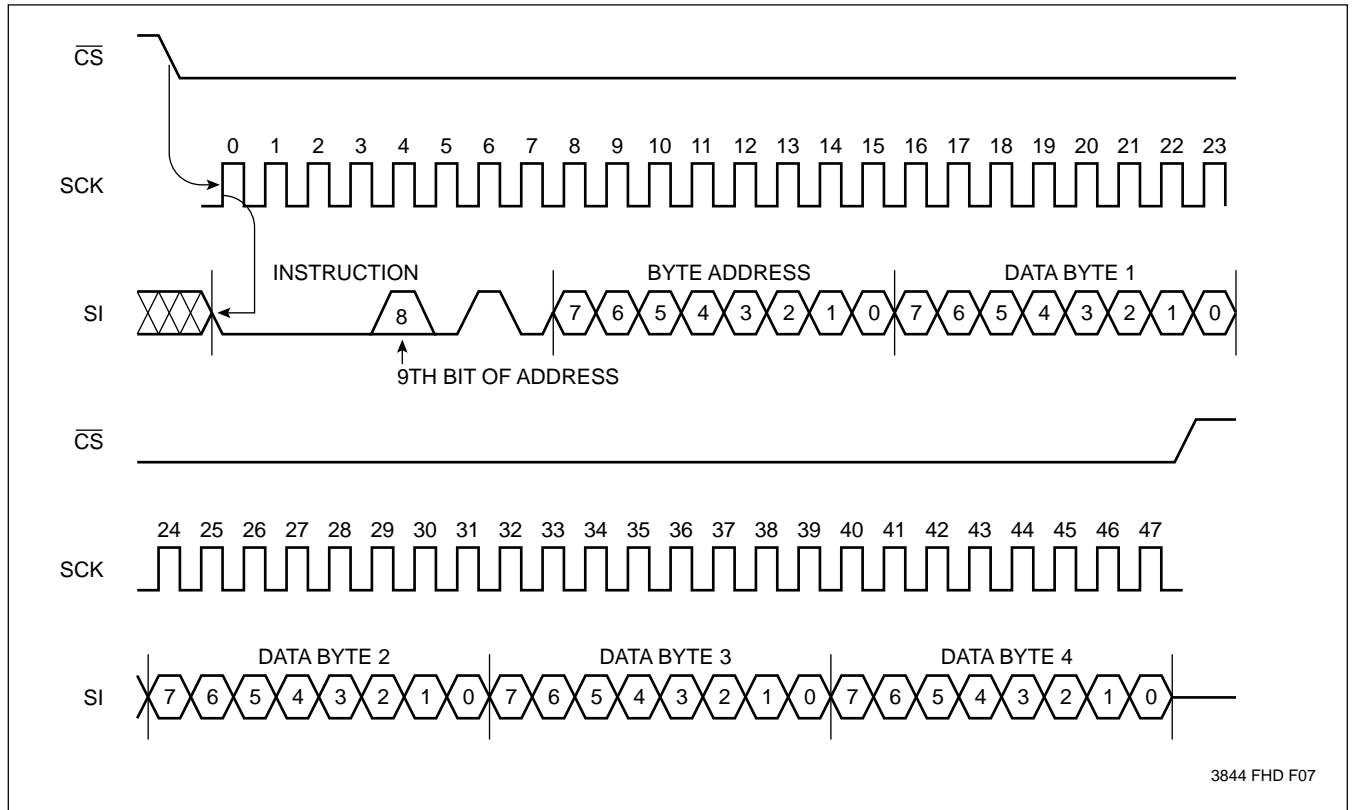 CS
0 1 2 3 4 5 6 7 8 9 10 11 12 13 14 15 16 17 18 19 20 21 22 23
SCK
INSTRUCTION BYTE ADDRESS DATA BYTE 1
SI 8 7 6 5 4 3 2 1 0 7 6 5 4 3 2 1 0
9TH BIT OF ADDRESS
CS
24 25 26 27 28 29 30 31 32 33 34 35 36 37 38 39 40 41 42 43 44 45 46 47
SCK
DATA BYTE 2 DATA BYTE 3 DATA BYTE 4
SI 7 6 5 4 3 2 1 0 7 6 5 4 3 2 1 0 7 6 5 4 3 2 1 0
3844 FHD F07